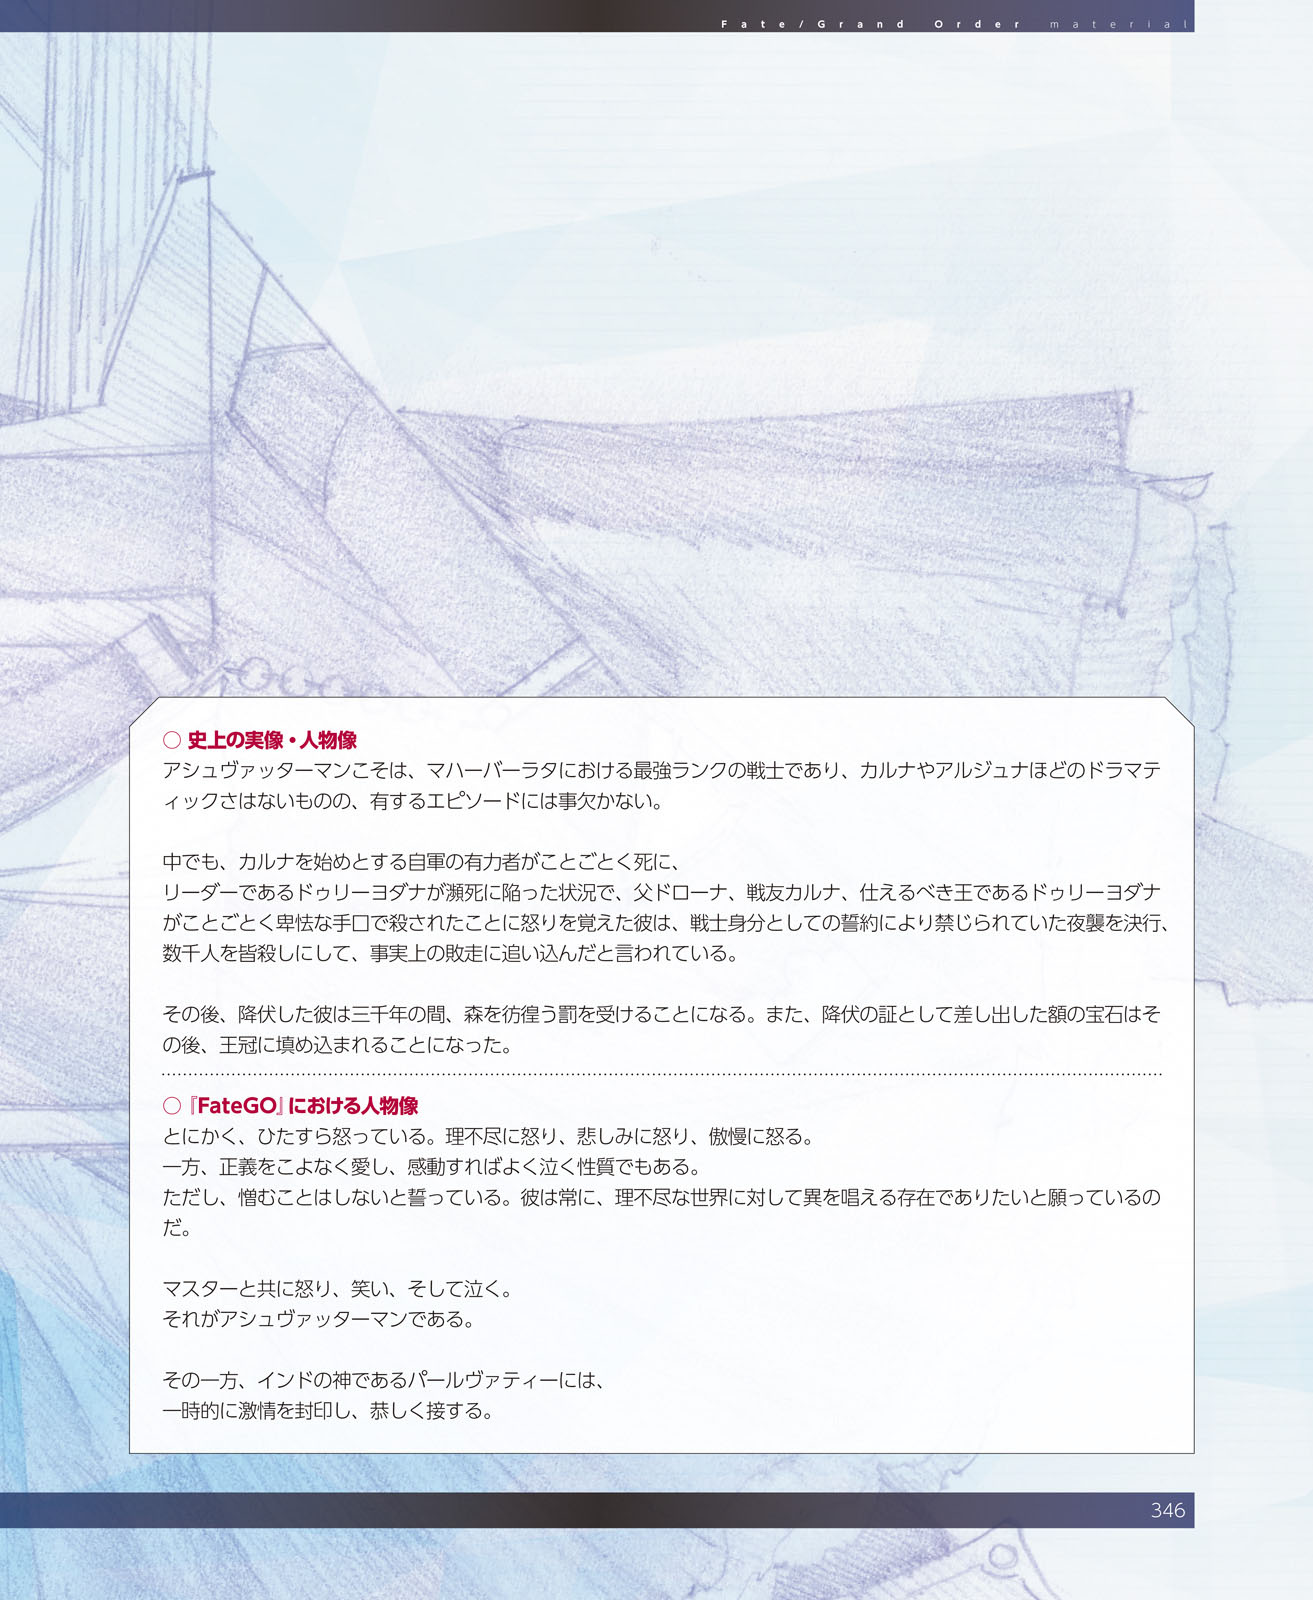 Fate/Grand Order material
○ 史上の実像・人物像
アシュヴァッターマンこそは、マハーバーラタにおける最強ランクの戦士であり、カルナやアルジュナほどのドラマテ
ィックさはないものの、有するエピソードには事欠かない。
中でも、カルナを始めとする自軍の有力者がことごとく死に、
リーダーであるドゥリーヨダナが瀕死に陥った状況で、父ドローナ、戦友カルナ、仕えるべき王であるドゥリーヨダナ
がことごとく卑怯な手口で殺されたことに怒りを覚えた彼は、戦士身分としての誓約により禁じられていた夜襲を決行、
数千人を皆殺しにして、事実上の敗走に追い込んだと言われている。
その後、降伏した彼は三千年の間、森を彷徨う罰を受けることになる。また、降伏の証として差し出した額の宝石はそ
の後、王冠に填め込まれることになった。
○『FateGO』における人物像
とにかく、ひたすら怒っている。理不尽に怒り、悲しみに怒り、傲慢に怒る。
一方、正義をこよなく愛し、感動すればよく泣く性質でもある。
ただし、憎むことはしないと誓っている。彼は常に、理不尽な世界に対して異を唱える存在でありたいと願っているの
だ。
マスターと共に怒り、笑い、そして泣く。
それがアシュヴァッターマンである。
その一方、インドの神であるパールヴァティーには、
一時的に激情を封印し、恭しく接する。
346